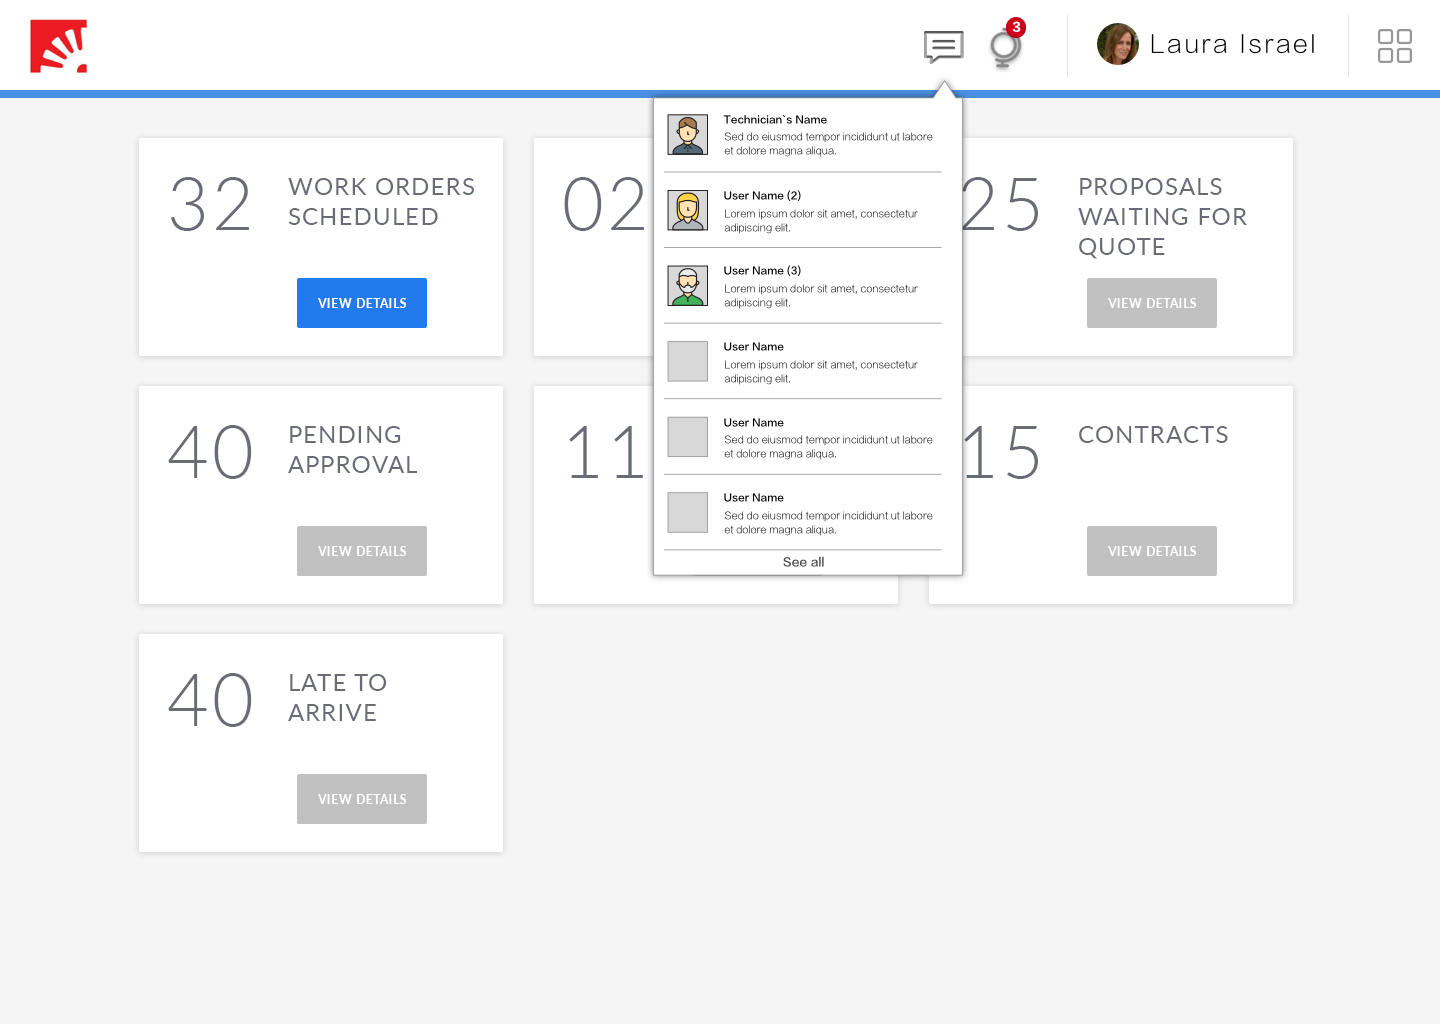 3
Laura Israel
32
WORK ORDERS
SCHEDULED
VIEW DETAILS
02
25
PROPOSALS
WAITING FOR
QUOTE
VIEW DETAILS
Technician`s Name
Sed do eiusmod tempor incididunt ut labore
et dolore magna aliqua.
User Name (2)
Lorem ipsum dolor sit amet, consectetur
adipiscing elit.
User Name (3)
Lorem ipsum dolor sit amet, consectetur
adipiscing elit.
User Name
Lorem ipsum dolor sit amet, consectetur
adipiscing elit.
User Name
Sed do eiusmod tempor incididunt ut labore
et dolore magna aliqua.
User Name
Sed do eiusmod tempor incididunt ut labore
et dolore magna aliqua.
See all
40
PENDING
APPROVAL
VIEW DETAILS
11
15
CONTRACTS
VIEW DETAILS
40
LATE TO
ARRIVE
VIEW DETAILS